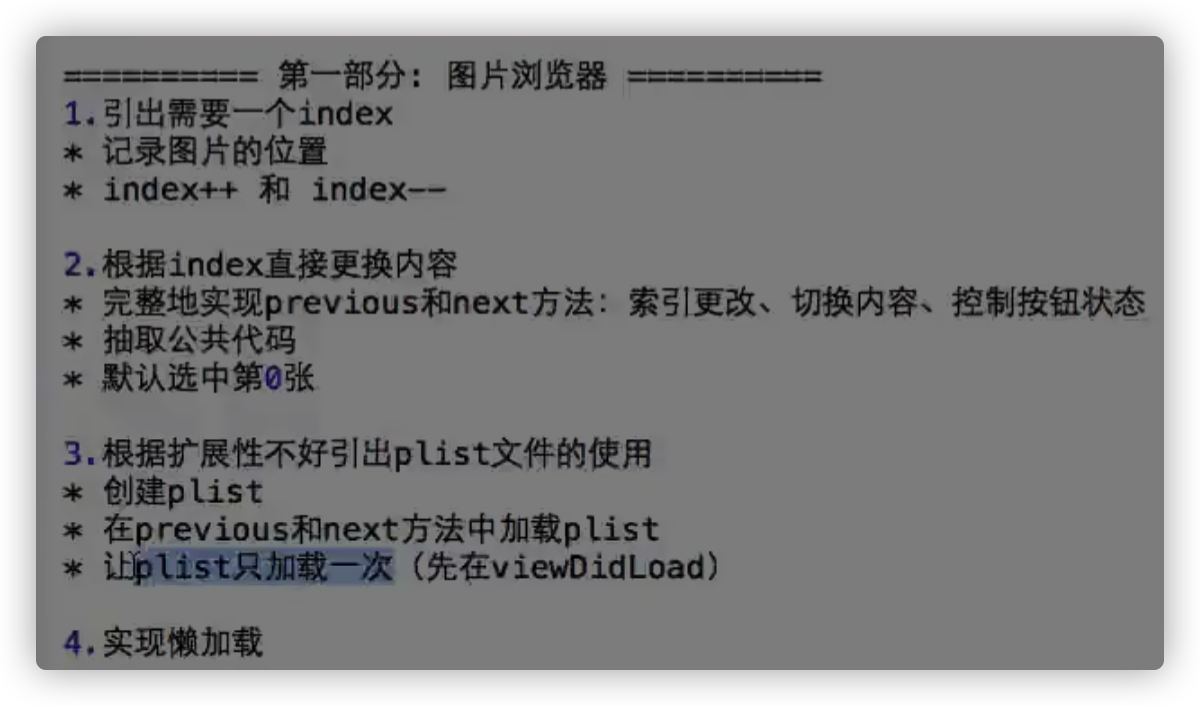 ========== 第一部分: 图片浏览器 ==========
1.引出需要一个index
* 记录图片的位置
* index++ 和 index--
2.根据index直接更换内容
* 完整地实现previous和next方法: 索引更改、切换内容、控制按钮状态
* 抽取公共代码
* 默认选中第0张
3.根据扩展性不好引出plist文件的使用
* 创建plist
* 在previous和next方法中加载plist
* 让plist只加载一次（先在viewDidLoad）
4.实现懒加载